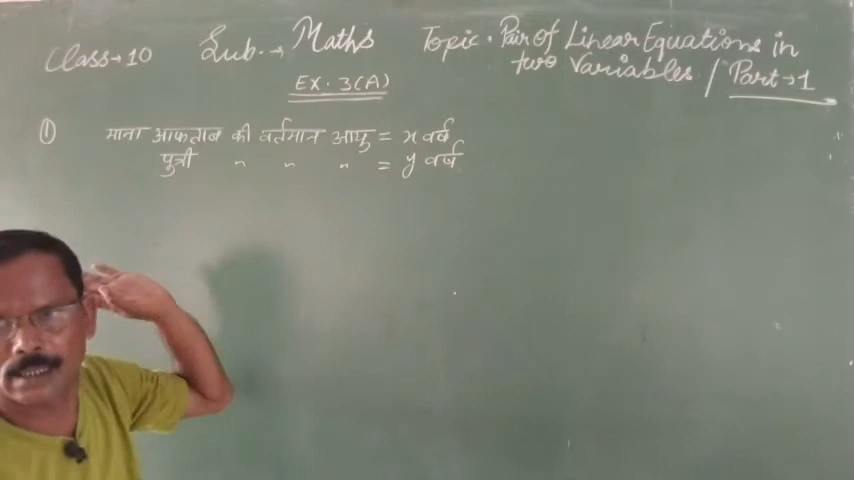 Class→10 Sub.→ Maths Topic. Pair of Linear Equations in
two Variables / Part→1
EX. 3(A)
① माना आफताब की वर्तमान आयु = x वर्ष
पुत्री " " " = y वर्ष